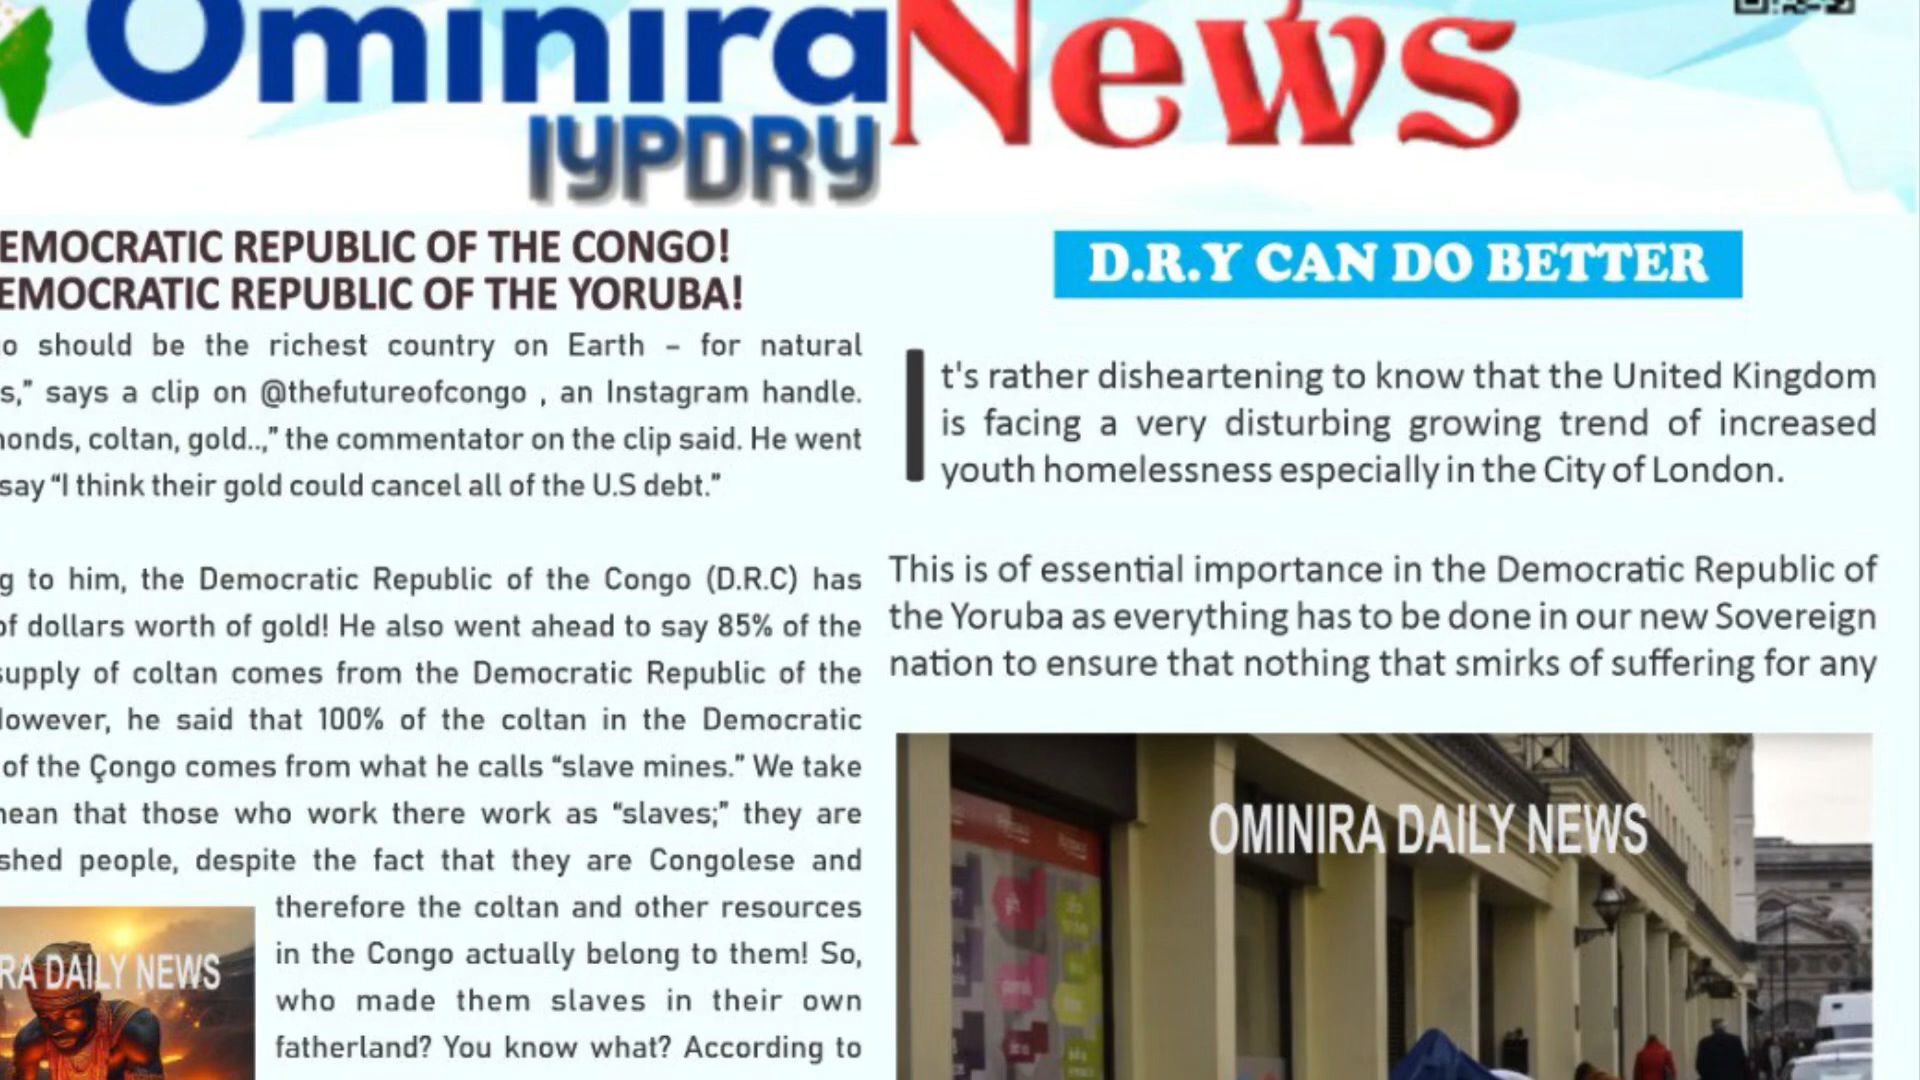 Ominira News
IYPDRY
EMOCRATIC REPUBLIC OF THE CONGO!
EMOCRATIC REPUBLIC OF THE YORUBA!
o should be the richest country on Earth – for natural
s,” says a clip on @thefutureofcongo , an Instagram handle.
monds, coltan, gold..,” the commentator on the clip said. He went
say “I think their gold could cancel all of the U.S debt.”
g to him, the Democratic Republic of the Congo (D.R.C) has
of dollars worth of gold! He also went ahead to say 85% of the
supply of coltan comes from the Democratic Republic of the
However, he said that 100% of the coltan in the Democratic
of the Çongo comes from what he calls “slave mines.” We take
mean that those who work there work as “slaves;” they are
shed people, despite the fact that they are Congolese and
therefore the coltan and other resources
in the Congo actually belong to them! So,
who made them slaves in their own
fatherland? You know what? According to
RA DAILY NEWS
D.R.Y CAN DO BETTER
It's rather disheartening to know that the United Kingdom
is facing a very disturbing growing trend of increased
youth homelessness especially in the City of London.
This is of essential importance in the Democratic Republic of
the Yoruba as everything has to be done in our new Sovereign
nation to ensure that nothing that smirks of suffering for any
OMINIRA DAILY NEWS